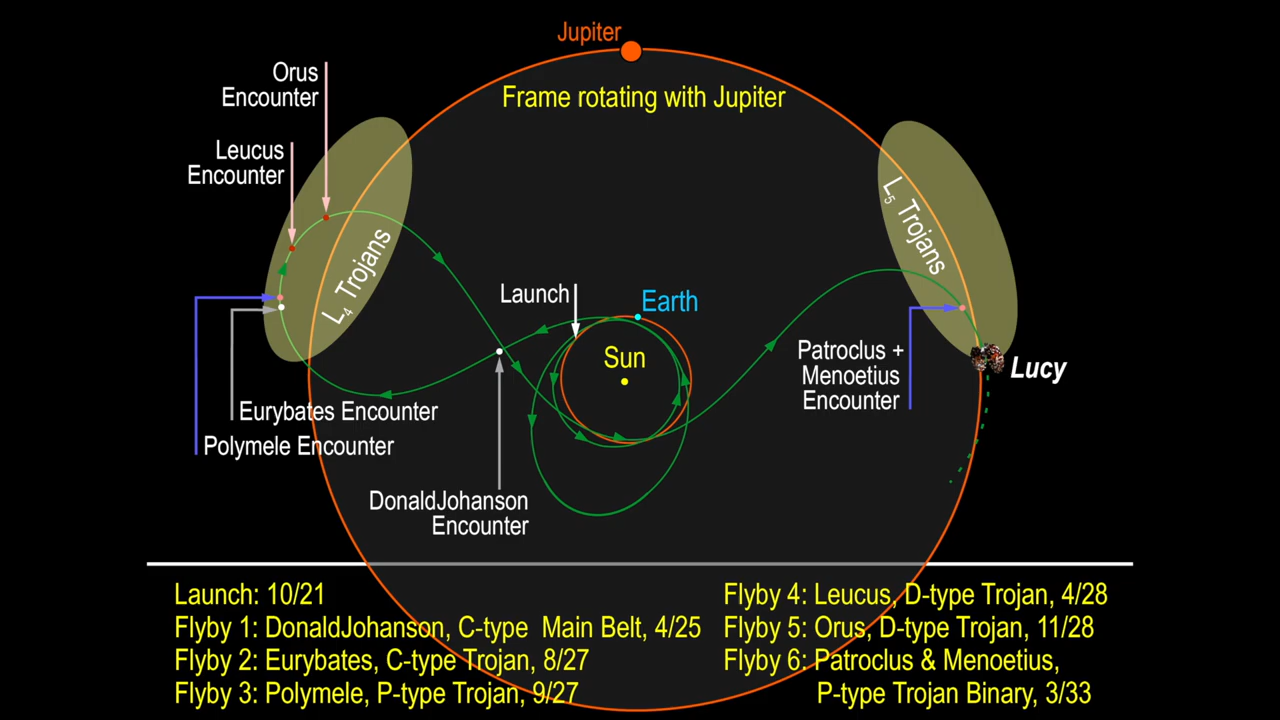 Jupiter
Frame rotating with Jupiter
Orus
Encounter
Leucus
Encounter
L4 Trojans
L5 Trojans
Launch
Earth
Sun
Patroclus +
Menoetius
Encounter
Lucy
Eurybates Encounter
Polymele Encounter
DonaldJohanson
Encounter
Launch: 10/21
Flyby 1: DonaldJohanson, C-type Main Belt, 4/25
Flyby 2: Eurybates, C-type Trojan, 8/27
Flyby 3: Polymele, P-type Trojan, 9/27
Flyby 4: Leucus, D-type Trojan, 4/28
Flyby 5: Orus, D-type Trojan, 11/28
Flyby 6: Patroclus & Menoetius,
P-type Trojan Binary, 3/33